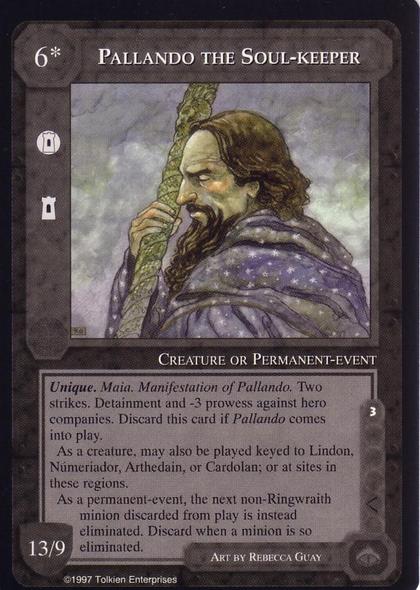 6*
PALLANDO THE SOUL-KEEPER
CREATURE OR PERMANENT-EVENT
Unique. Maia. Manifestation of Pallando. Two
strikes. Detainment and -3 prowess against hero
companies. Discard this card if Pallando comes
into play.
As a creature, may also be played keyed to Lindon,
Númeriador, Arthedain, or Cardolan; or at sites in
these regions.
As a permanent-event, the next non-Ringwraith
minion discarded from play is instead
eliminated. Discard when a minion is so
eliminated.
3
13/9
ART BY REBECCA GUAY
©1997 Tolkien Enterprises